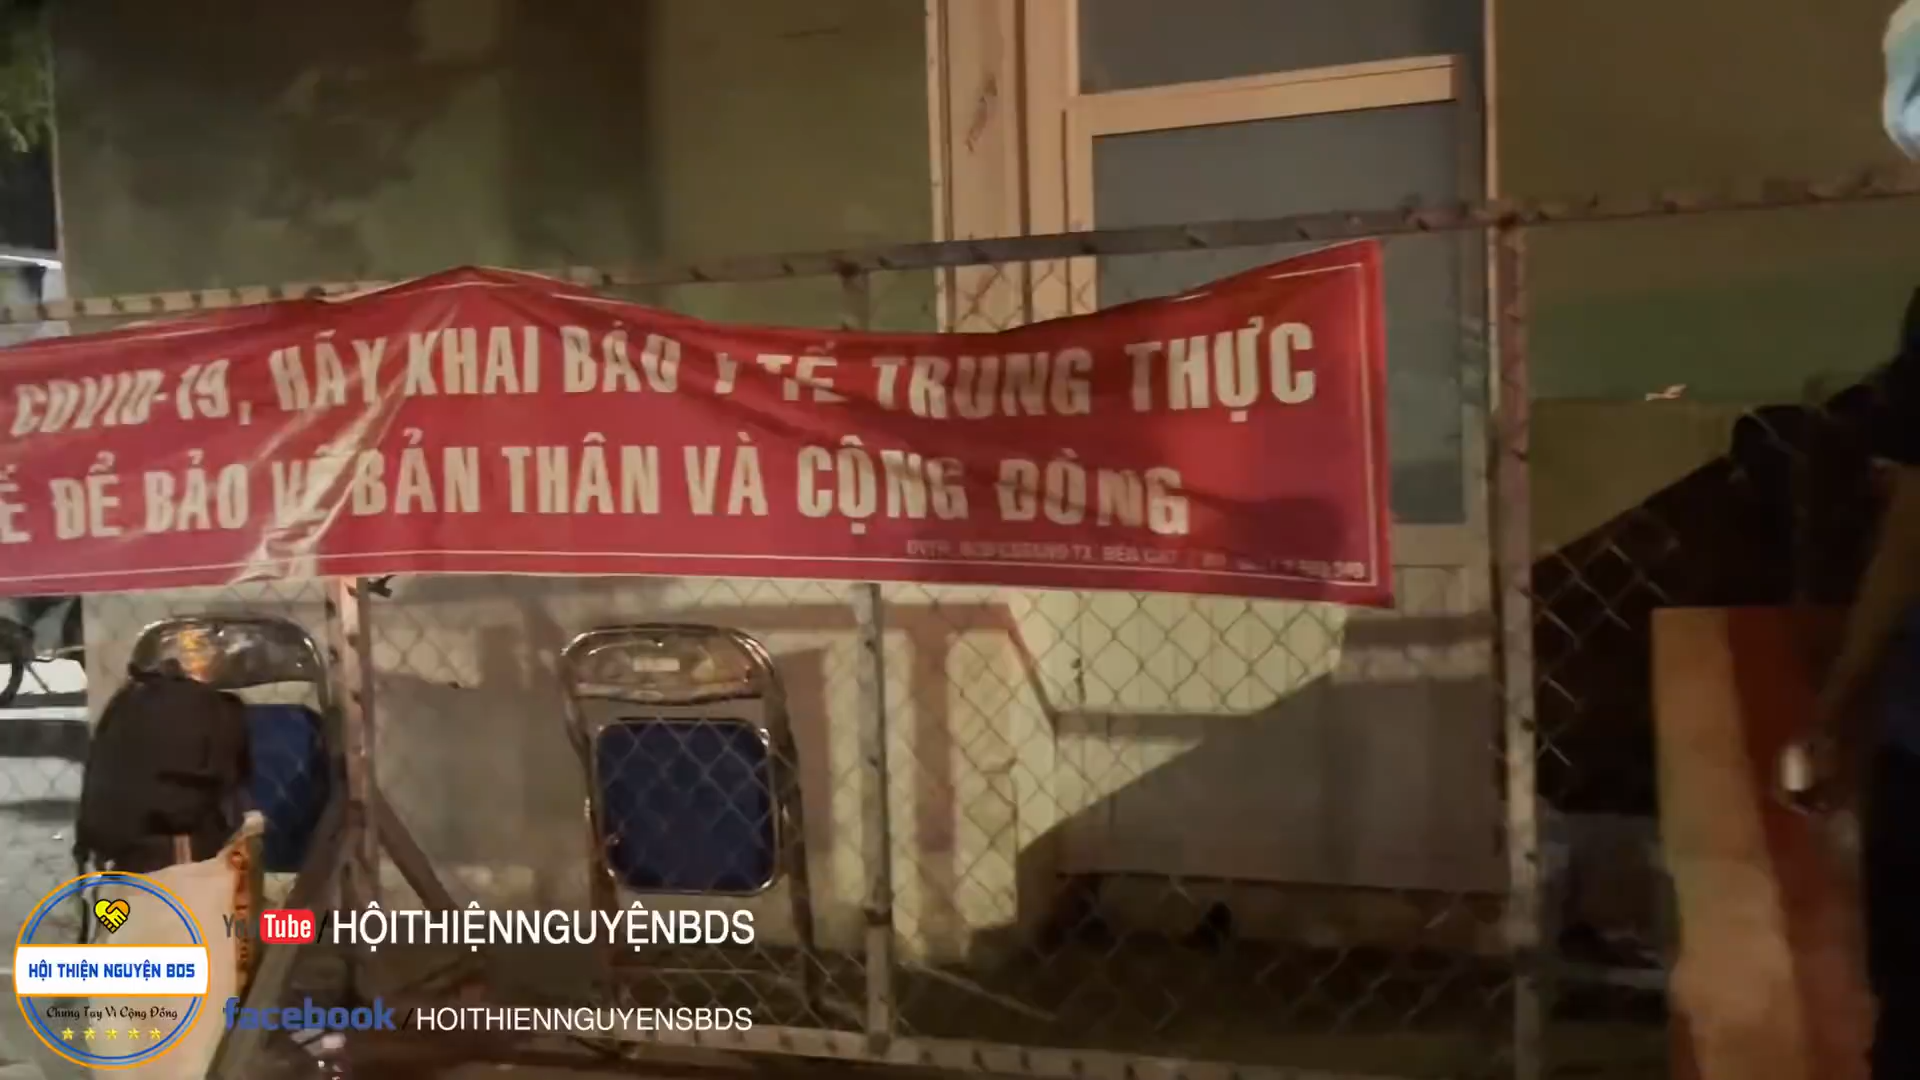 COVID-19, HÃY KHAI BÁO Y TẾ TRUNG THỰC
Ế ĐỂ BẢO VỆ BẢN THÂN VÀ CỘNG ĐỒNG
YouTube / HỘITHIỆNNGUYỆNBDS
HỘI THIỆN NGUYỆN BDS
Chung Tay Vì Cộng Đồng
facebook / HOITHIENNGUYENSBDS